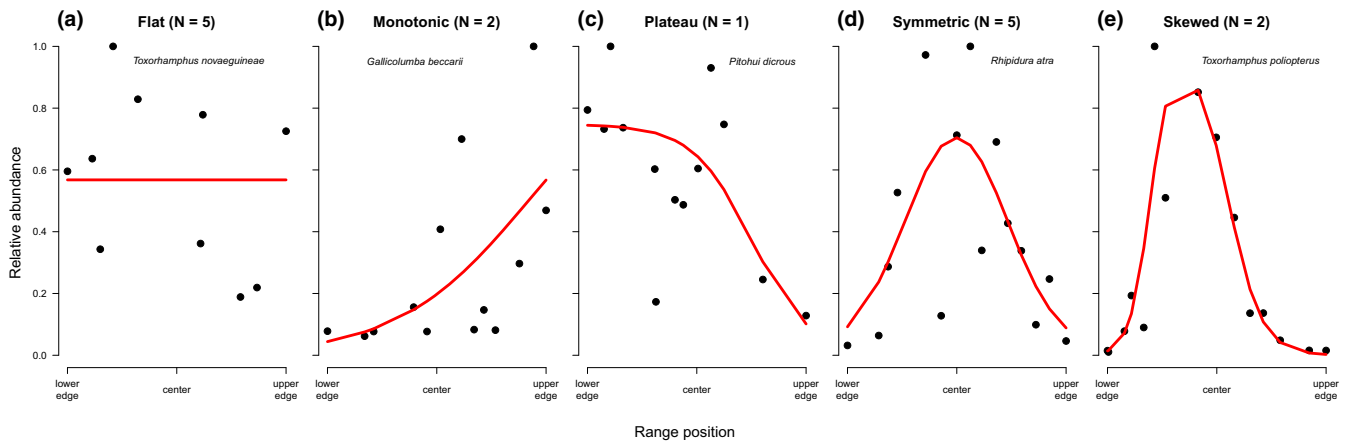 (a) Flat (N = 5)
(b) Monotonic (N = 2)
(c) Plateau (N = 1)
(d) Symmetric (N = 5)
(e) Skewed (N = 2)
Toxorhamphus novaeguineae
Gallicolumba beccarii
Pitohui dicrous
Rhipidura atra
Toxorhamphus poliopterus
Relative abundance
1.0
0.8
0.6
0.4
0.2
0.0
lower
edge
center
upper
edge
lower
edge
center
upper
edge
lower
edge
center
upper
edge
lower
edge
center
upper
edge
lower
edge
center
upper
edge
Range position